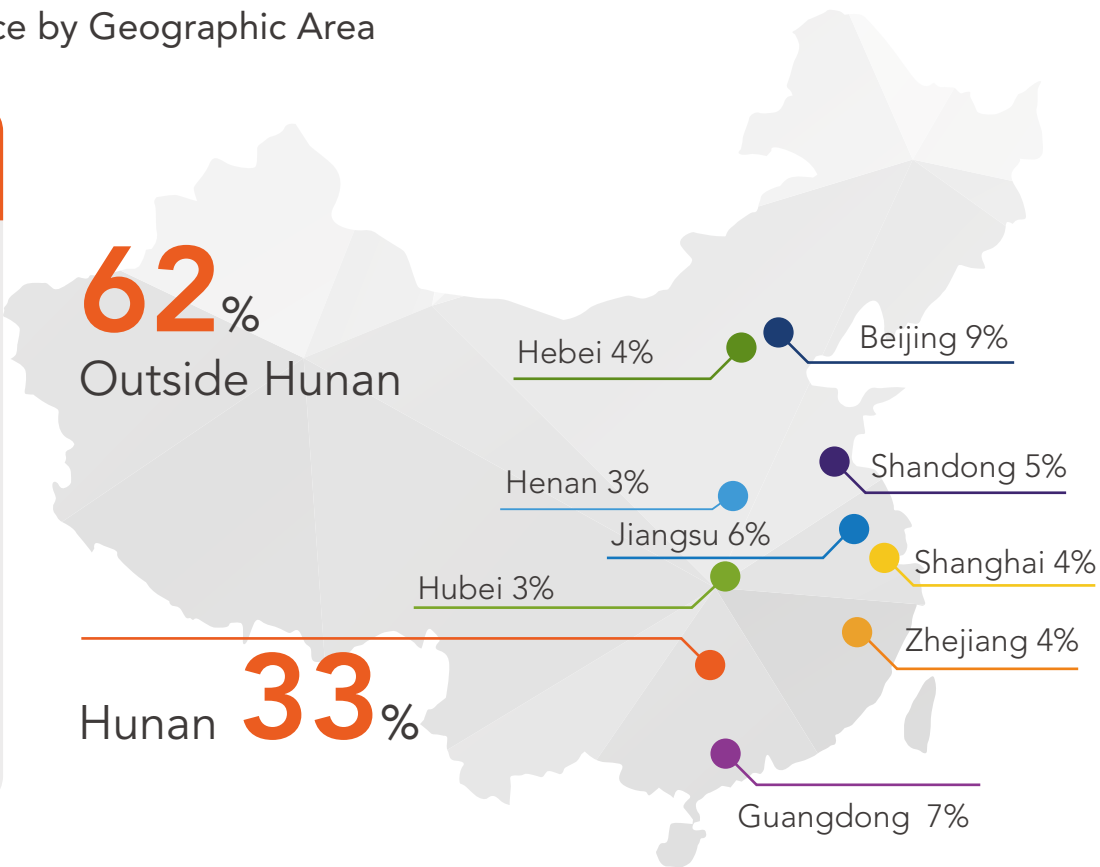 by Geographic Area
62%
Outside Hunan
Hebei 4%
Beijing 9%
Henan 3%
Shandong 5%
Jiangsu 6%
Shanghai 4%
Hubei 3%
Zhejiang 4%
Hunan 33%
Guangdong 7%